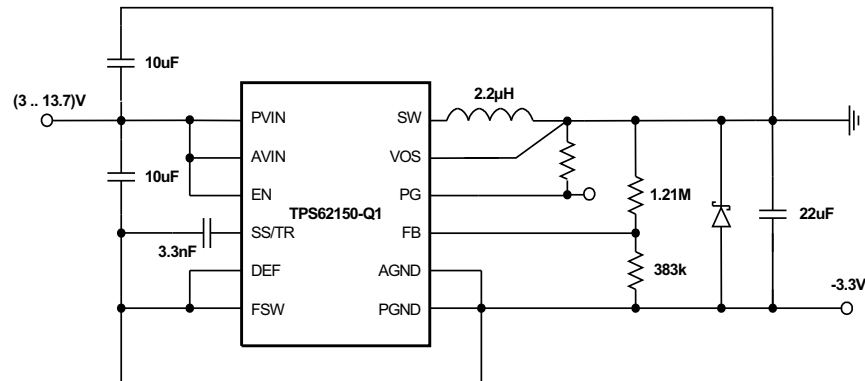 10uF
(3 .. 13.7)V
2.2µH
PVIN
SW
AVIN
VOS
10uF
EN
PG
1.21M
TPS62150-Q1
22uF
SS/TR
FB
3.3nF
DEF
AGND
383k
-3.3V
FSW
PGND